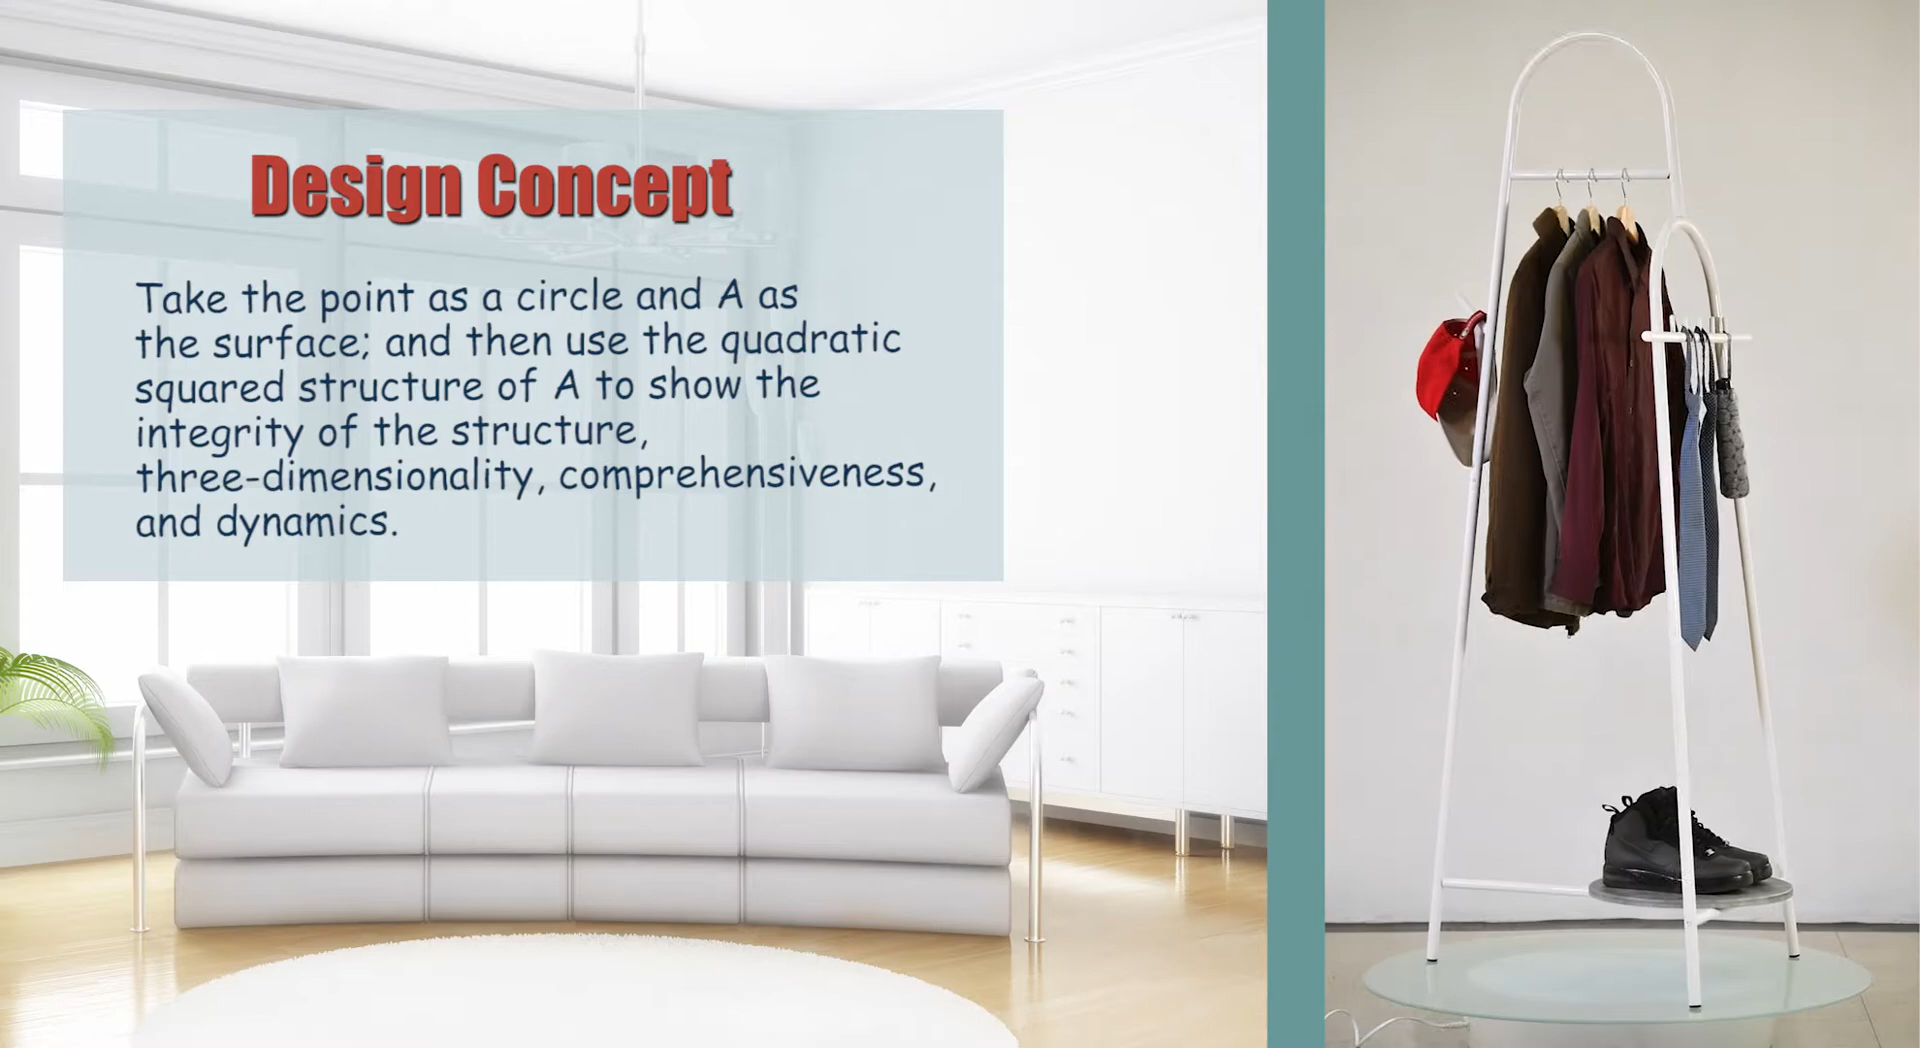 Design Concept
Take the point as a circle and A as
the surface; and then use the quadratic
squared structure of A to show the
integrity of the structure,
three-dimensionality, comprehensiveness,
and dynamics.